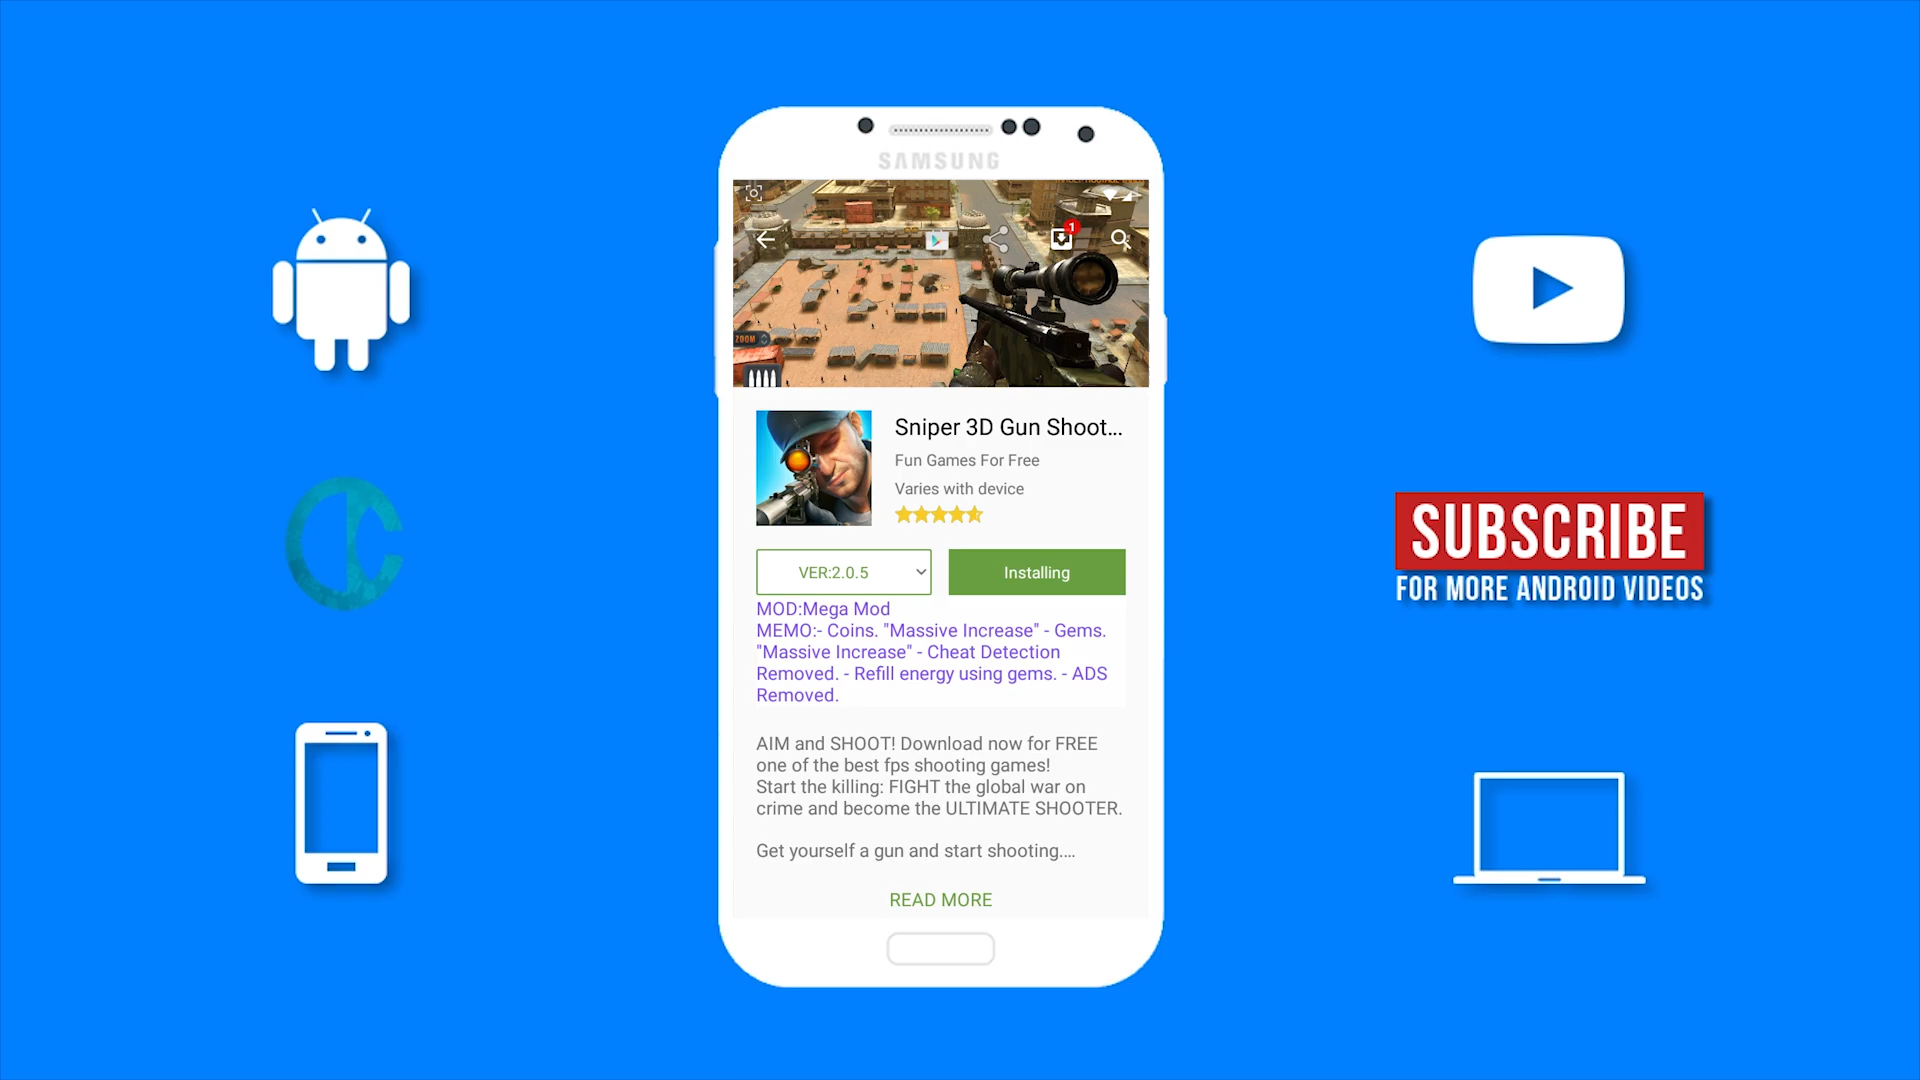 SAMSUNG
1
ZOOM
Sniper 3D Gun Shoot...
Fun Games For Free
Varies with device
VER:2.0.5
Installing
MOD:Mega Mod
MEMO:- Coins. "Massive Increase" - Gems.
"Massive Increase" - Cheat Detection
Removed. - Refill energy using gems. - ADS
Removed.
AIM and SHOOT! Download now for FREE
one of the best fps shooting games!
Start the killing: FIGHT the global war on
crime and become the ULTIMATE SHOOTER.
Get yourself a gun and start shooting....
READ MORE
SUBSCRIBE
FOR MORE ANDROID VIDEOS